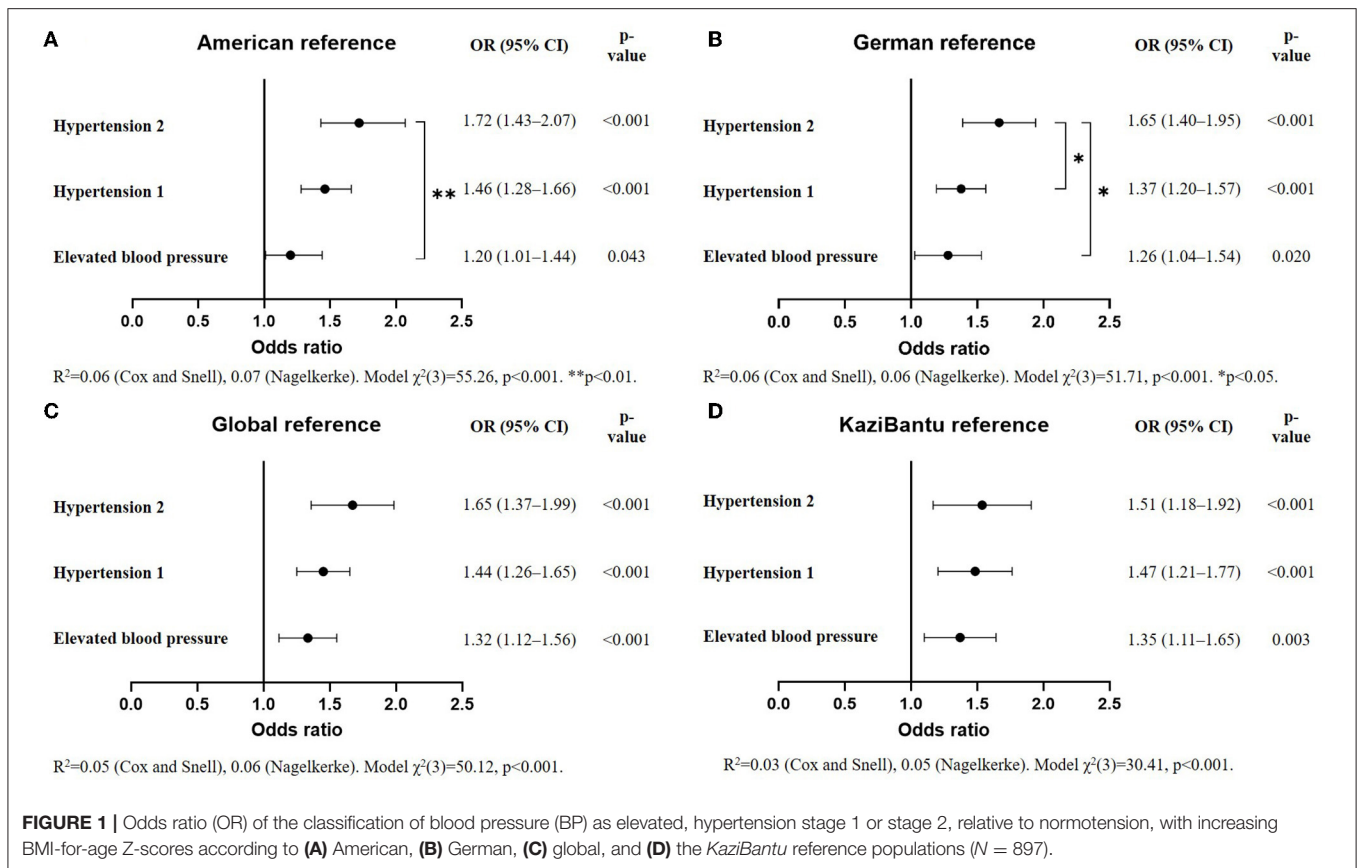 A
American reference
OR (95% CI)
p-
value
Hypertension 2
1.72 (1.43–2.07)
<0.001
Hypertension 1
**
1.46 (1.28–1.66)
<0.001
Elevated blood pressure
1.20 (1.01–1.44)
0.043
0.0 0.5 1.0 1.5 2.0 2.5
Odds ratio
R²=0.06 (Cox and Snell), 0.07 (Nagelkerke). Model χ²(3)=55.26, p<0.001. **p<0.01.
B
German reference
OR (95% CI)
p-
value
Hypertension 2
1.65 (1.40–1.95)
<0.001
*
Hypertension 1
*
1.37 (1.20–1.57)
<0.001
Elevated blood pressure
1.26 (1.04–1.54)
0.020
0.0 0.5 1.0 1.5 2.0 2.5
Odds ratio
R²=0.06 (Cox and Snell), 0.06 (Nagelkerke). Model χ²(3)=51.71, p<0.001. *p<0.05.
C
Global reference
OR (95% CI)
p-
value
Hypertension 2
1.65 (1.37–1.99)
<0.001
Hypertension 1
1.44 (1.26–1.65)
<0.001
Elevated blood pressure
1.32 (1.12–1.56)
<0.001
0.0 0.5 1.0 1.5 2.0 2.5
Odds ratio
R²=0.05 (Cox and Snell), 0.06 (Nagelkerke). Model χ²(3)=50.12, p<0.001.
D
KaziBantu reference
OR (95% CI)
p-
value
Hypertension 2
1.51 (1.18–1.92)
<0.001
Hypertension 1
1.47 (1.21–1.77)
<0.001
Elevated blood pressure
1.35 (1.11–1.65)
0.003
0.0 0.5 1.0 1.5 2.0 2.5
Odds ratio
R²=0.03 (Cox and Snell), 0.05 (Nagelkerke). Model χ²(3)=30.41, p<0.001.
FIGURE 1 | Odds ratio (OR) of the classification of blood pressure (BP) as elevated, hypertension stage 1 or stage 2, relative to normotension, with increasing
BMI-for-age Z-scores according to (A) American, (B) German, (C) global, and (D) the KaziBantu reference populations (N = 897).